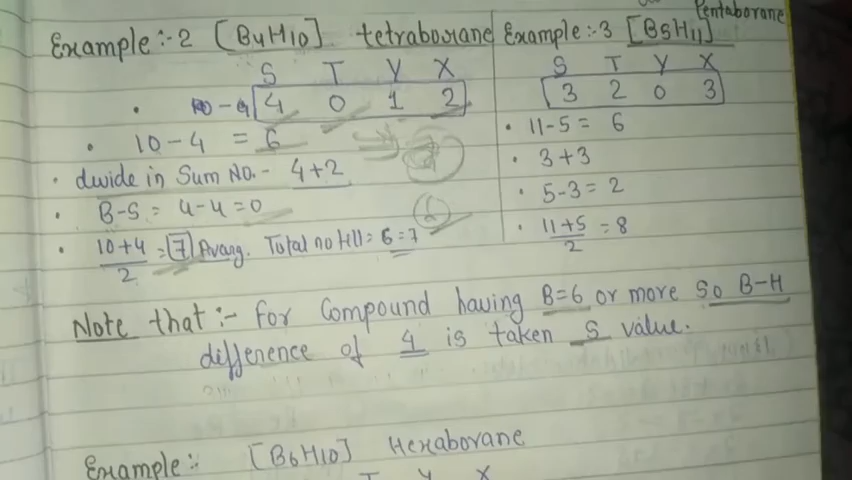 Example:-2 [B4H10]. tetraborane
S T Y X
10-4 4 0 1 2
• 10-4 = 6
• divide in Sum No.- 4+2
• B-S = 4-4=0
• 10+4/2 = 7 Avang. Total no Hll= 6=7
6
Pentaborane
Example:-3 [B5H11]
S T Y X
3 2 0 3
• 11-5= 6
• 3+3
• 5-3=2
• 11+5/2 =8
Note that:- For Compound having B=6 or more so B-H
difference of 4 is taken S value.
Example:- [B6H10] Hexaborane
T Y X